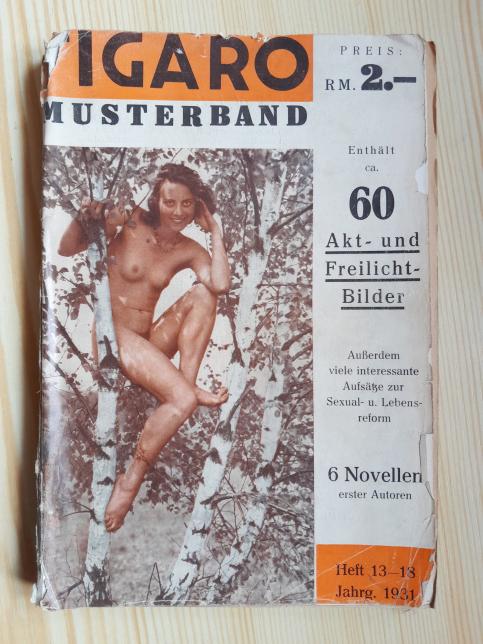 IGARO
MUSTERBAND
PREIS:
RM. 2.—
Enthält
ca.
60
Akt- und
Freilicht-
Bilder
Außerdem
viele interessante
Aufsätze zur
Sexual- u. Lebens-
reform
6 Novellen
erster Autoren
Heft 13—18
Jahrg. 1931